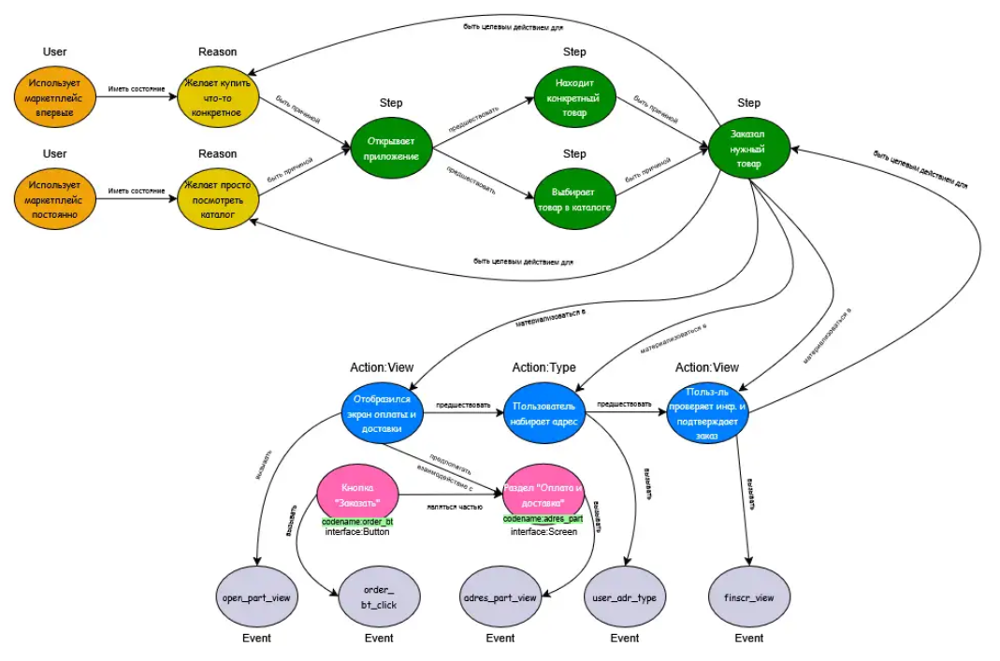 быть целевым действием для
User
Reason
Step
Использует
маркетплейс
впервые
Иметь состояние
Желает купить
что-то
конкретное
быть причиной
Step
Находит
конкретный
товар
быть причиной
Step
Открывает
приложение
предшествовать
Заказал
нужный
товар
быть целевым действием для
User
Reason
Step
Использует
маркетплейс
постоянно
Иметь состояние
Желает просто
посмотреть
каталог
быть причиной
предшествовать
Выбирает
товар в каталоге
быть причиной
быть целевым действием для
материализоваться в
материализоваться в
материализоваться в
Action:View
Action:Type
Action:View
Отобразился
экран оплаты и
доставки
предшествовать
Пользователь
набирает адрес
предшествовать
Польз-ль
проверяет инф. и
подтверждает
заказ
вызывать
предполагать
взаимодействие с
вызывать
вызывать
Кнопка
"Заказать"
codename:order_bt
interface:Button
являться частью
Раздел "Оплата и
доставка"
codename:adres_part
interface:Screen
вызывать
вызывать
open_part_view
order_
bt_click
adres_part_view
user_adr_type
finscr_view
Event
Event
Event
Event
Event